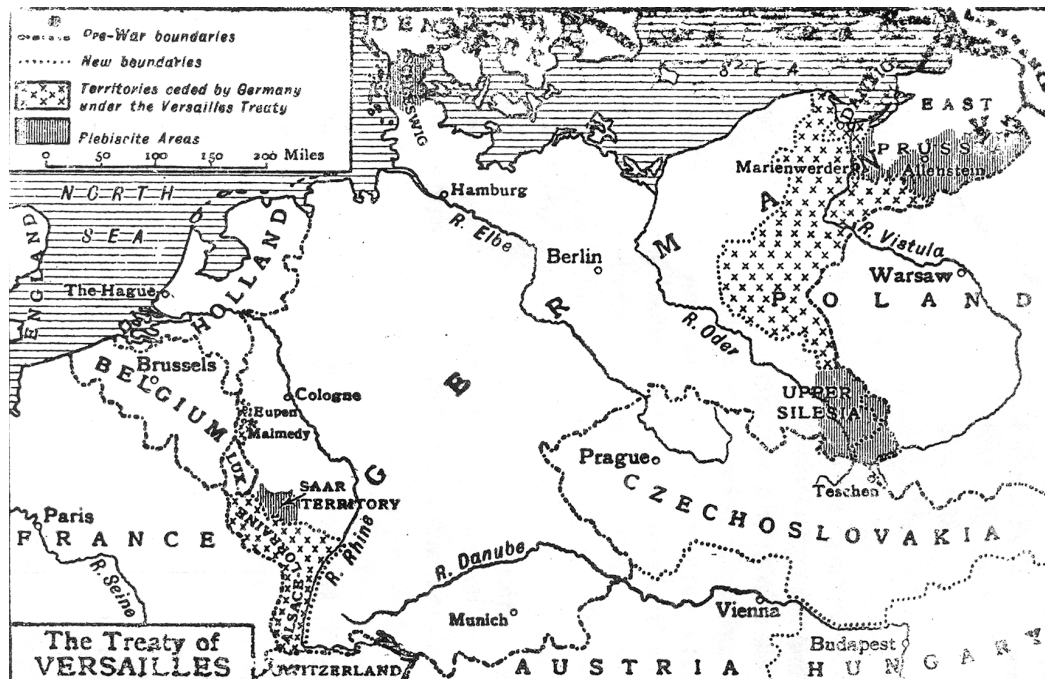 Pre-War boundaries
New boundaries
Territories ceded by Germany
under the Versailles Treaty
Plebiscite Areas
0 50 100 150 200 Miles
NORTH
SEA
ENGLAND
HOLLAND
The Hague
BELGIUM
Brussels
Cologne
Eupen
Malmedy
LUX.
SAAR
TERRITORY
ALSACE-LORRAINE
R. Rhine
Paris
FRANCE
R. Seine
SWITZERLAND
GERMA
Hamburg
R. Elbe
Berlin
R. Oder
DANZIG
EAST
PRUSS
Marienwerder
Allenstein
R. Vistula
Warsaw
POLAND
UPPER
SILESIA
Teschen
Prague
CZECHOSLOVAKIA
R. Danube
Munich
Vienna
AUSTRIA
Budapest
HUNGARY
The Treaty of
VERSAILLES